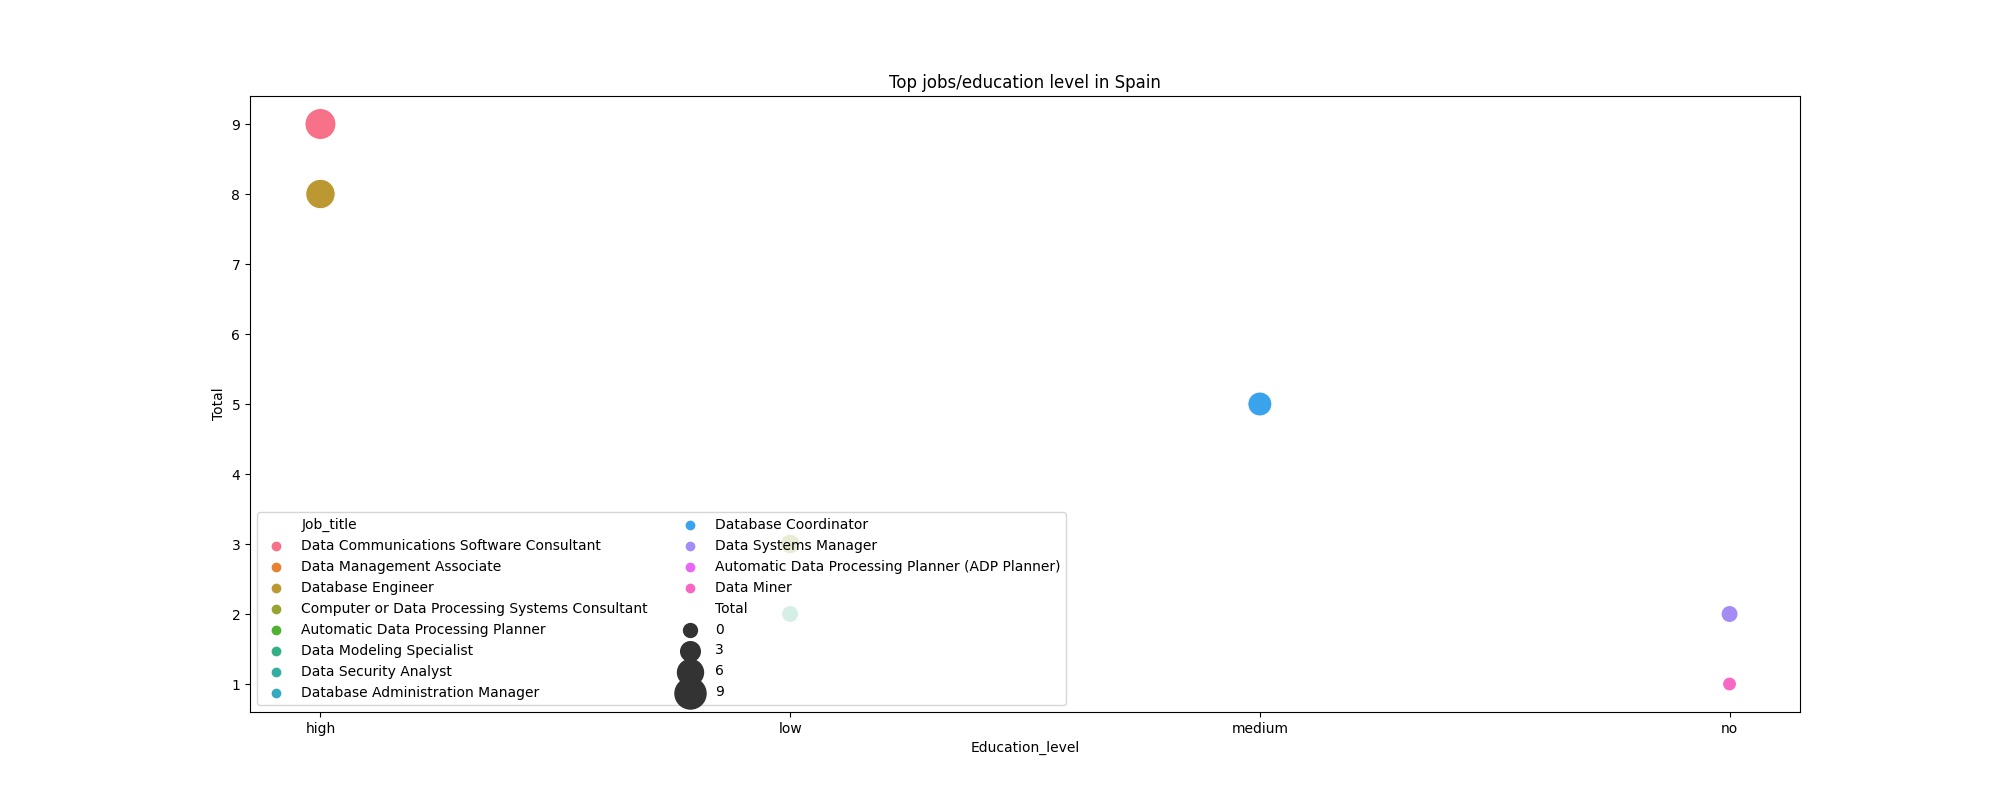 Top jobs/education level in Spain
9
8
7
6
5
4
3
2
1
Total
Job_title
Data Communications Software Consultant
Data Management Associate
Database Engineer
Computer or Data Processing Systems Consultant
Automatic Data Processing Planner
Data Modeling Specialist
Data Security Analyst
Database Administration Manager
Database Coordinator
Data Systems Manager
Automatic Data Processing Planner (ADP Planner)
Data Miner
Total
0
3
6
9
high
low
medium
no
Education_level